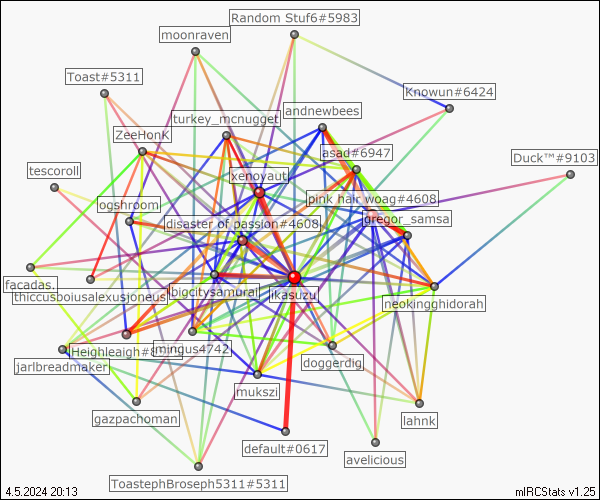 Random Stuf6#5983
moonraven
Toast#5311
Knowun#6424
andnewbees
turkey_mcnugget
ZeeHonK
asad#6947
Duck™#9103
xenoyaut
tescoroll
pink hair woag#4608
ogshroom
gregor_samsa
disaster of passion#4608
facadas.
bigcitysamurai
ikasuzu
thiccusboiusalexusjoneus
neokingghidorah
Heighleaigh#
mingus4742
jarlbreadmaker
doggerdig
mukszi
gazpachoman
lahnk
default#0617
avelicious
ToastephBroseph5311#5311
4.5.2024 20:13
mIRCStats v1.25